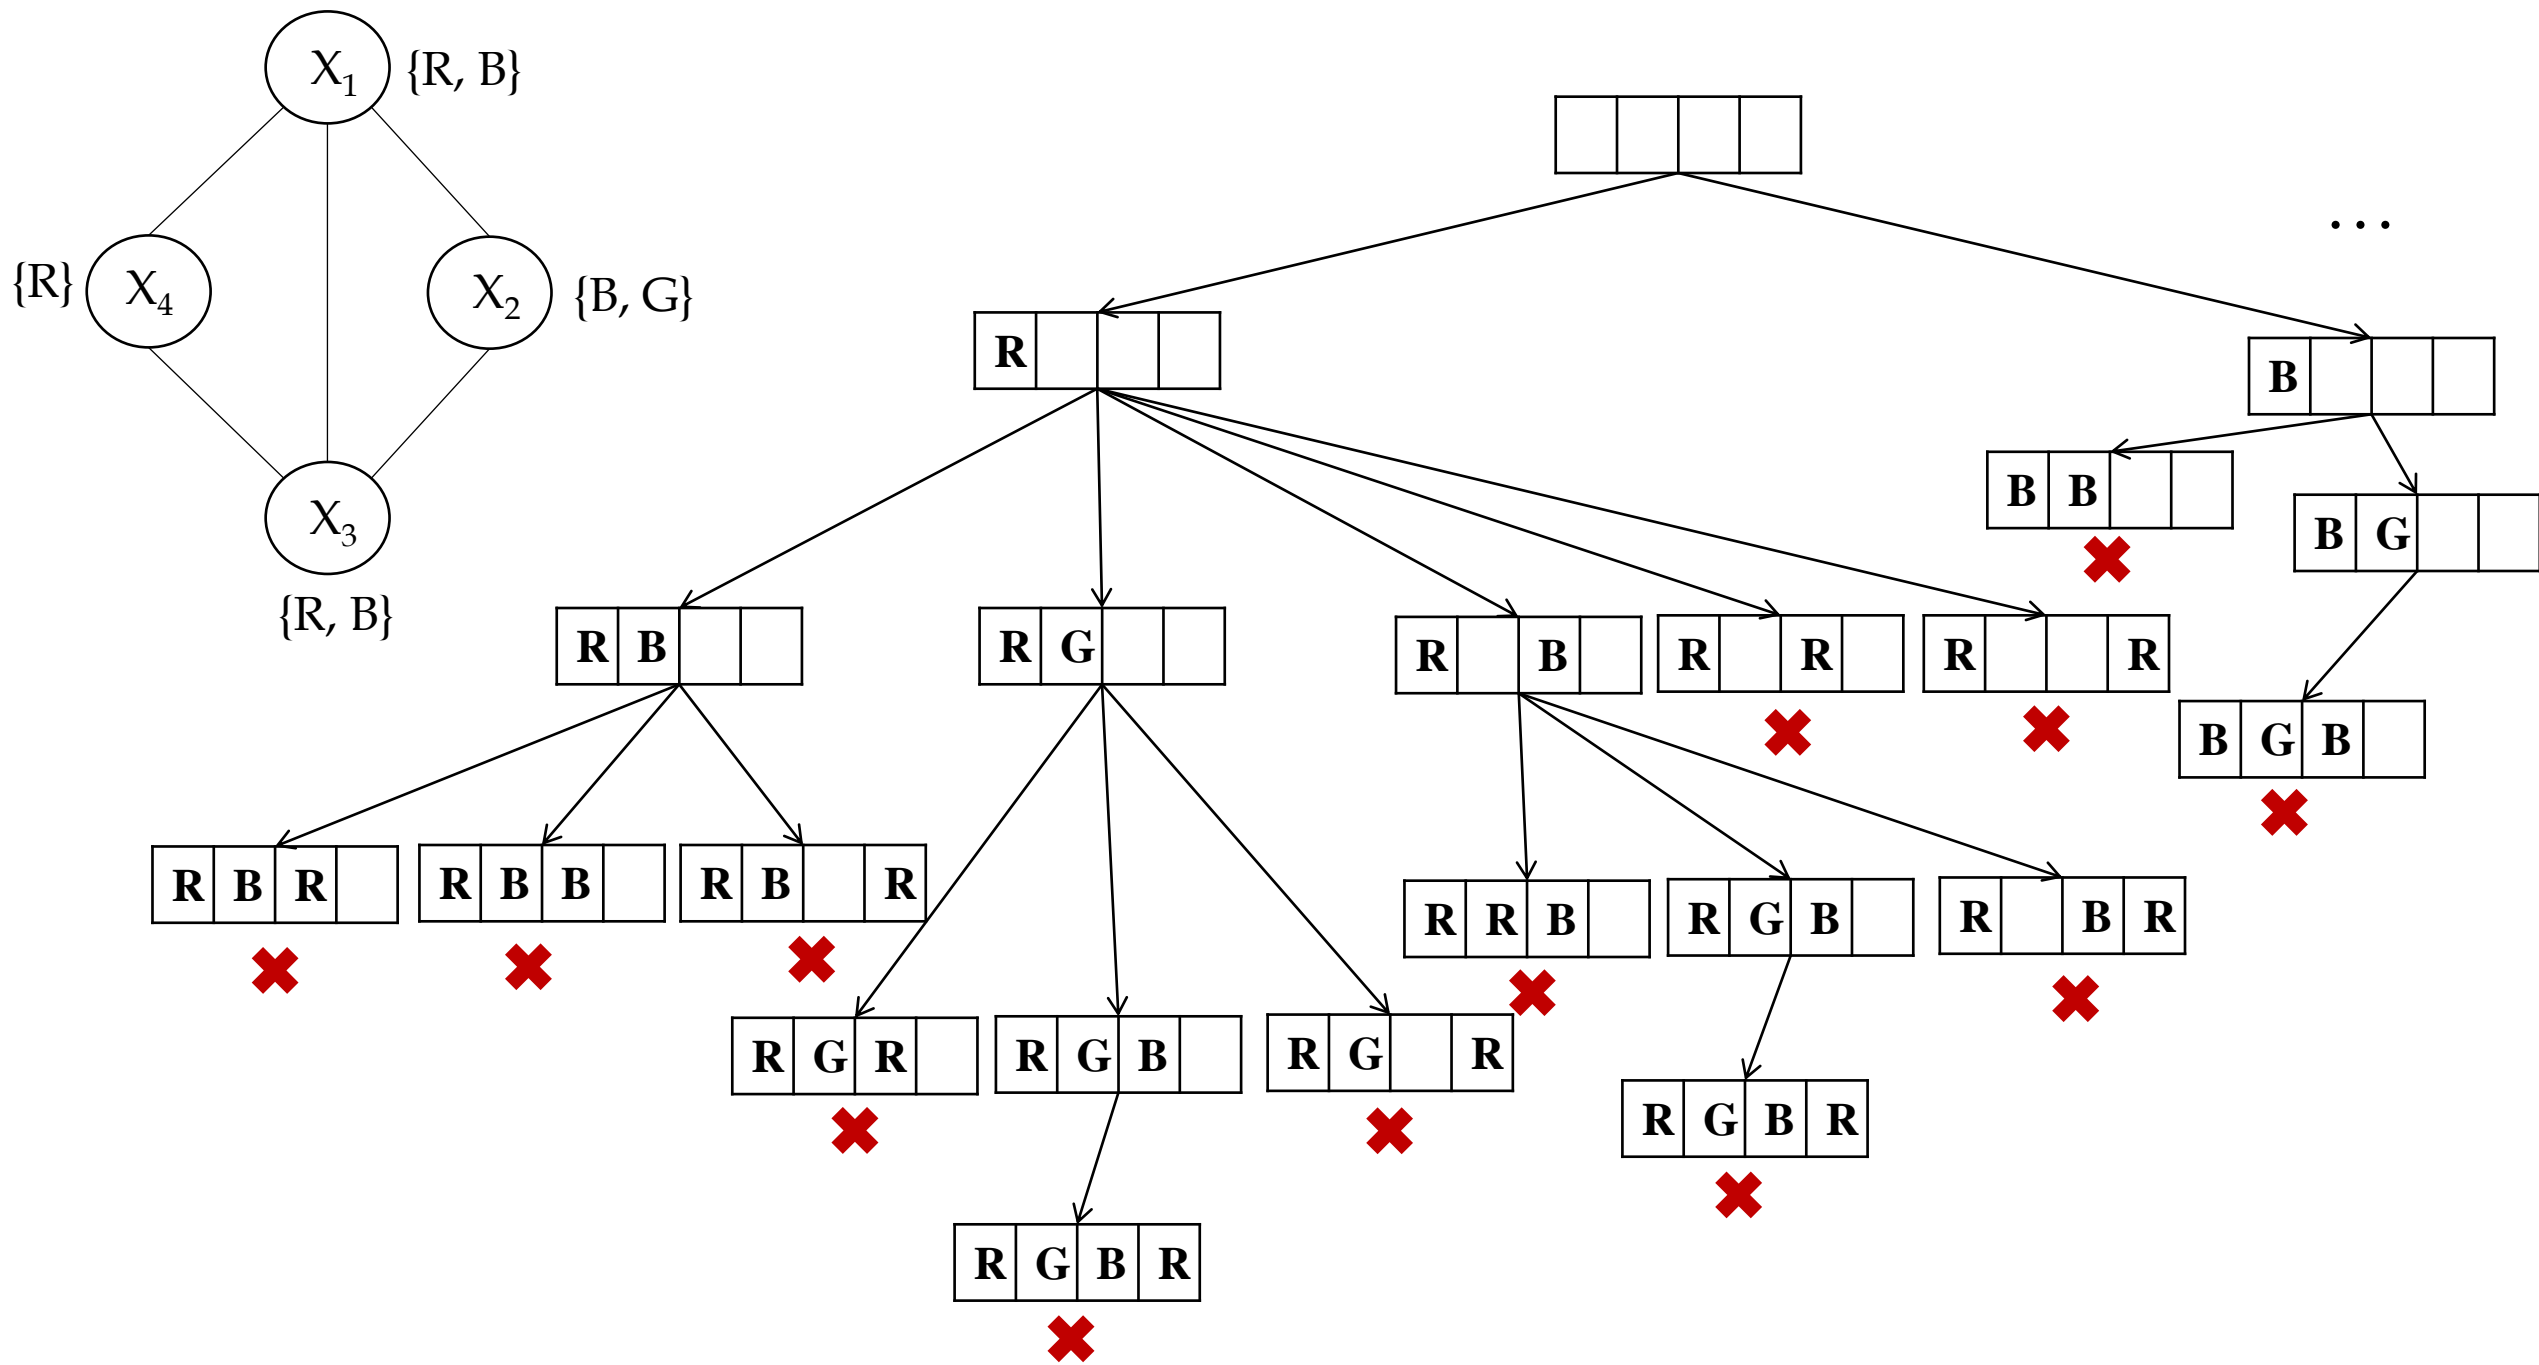 X1 {R, B}
{R} X4
X2 {B, G}
X3
{R, B}
...
R
B
B B
B G
R B
R G
R B
R R
R R
B G B
R B R
R B B
R B R
R R B
R G B
R B R
R G R
R G B
R G R
R G B R
R G B R